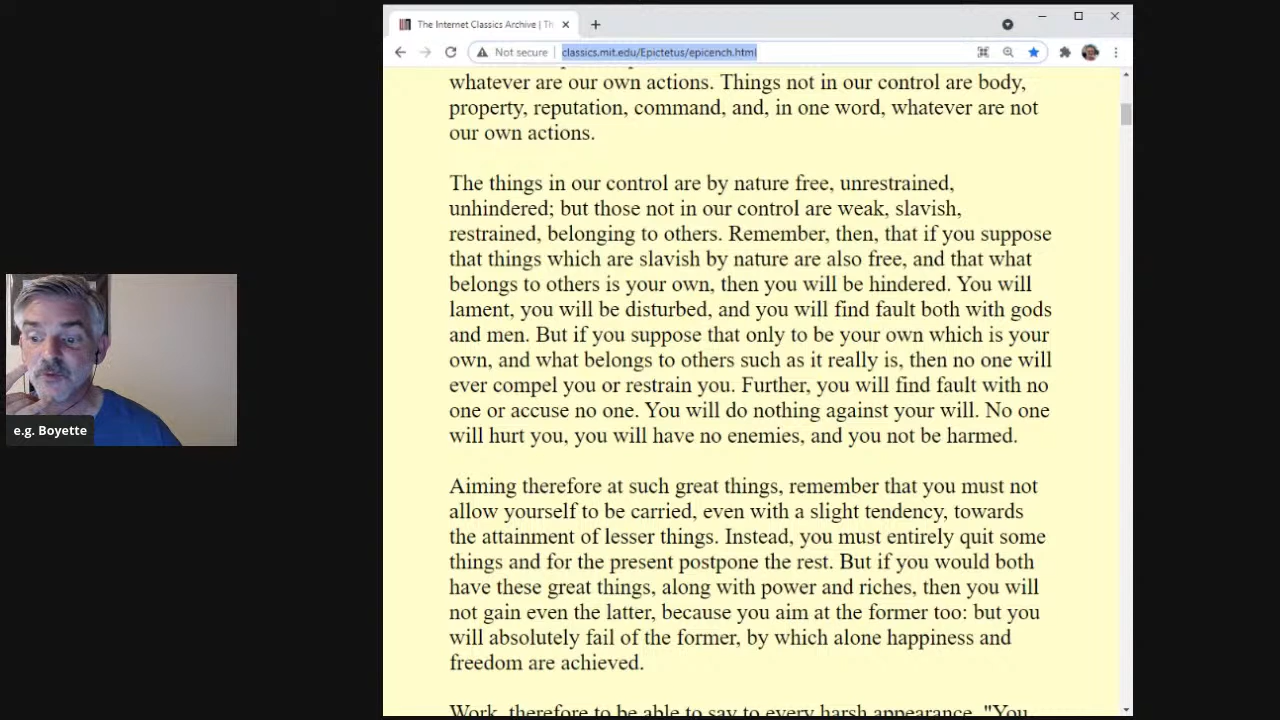 The Internet Classics Archive | Th
Not secure
classics.mit.edu/Epictetus/epicench.html
whatever are our own actions. Things not in our control are body,
property, reputation, command, and, in one word, whatever are not
our own actions.
The things in our control are by nature free, unrestrained,
unhindered; but those not in our control are weak, slavish,
restrained, belonging to others. Remember, then, that if you suppose
that things which are slavish by nature are also free, and that what
belongs to others is your own, then you will be hindered. You will
lament, you will be disturbed, and you will find fault both with gods
and men. But if you suppose that only to be your own which is your
own, and what belongs to others such as it really is, then no one will
ever compel you or restrain you. Further, you will find fault with no
one or accuse no one. You will do nothing against your will. No one
will hurt you, you will have no enemies, and you not be harmed.
Aiming therefore at such great things, remember that you must not
allow yourself to be carried, even with a slight tendency, towards
the attainment of lesser things. Instead, you must entirely quit some
things and for the present postpone the rest. But if you would both
have these great things, along with power and riches, then you will
not gain even the latter, because you aim at the former too: but you
will absolutely fail of the former, by which alone happiness and
freedom are achieved.
Work, therefore to be able to say to every harsh appearance, "You
e.g. Boyette